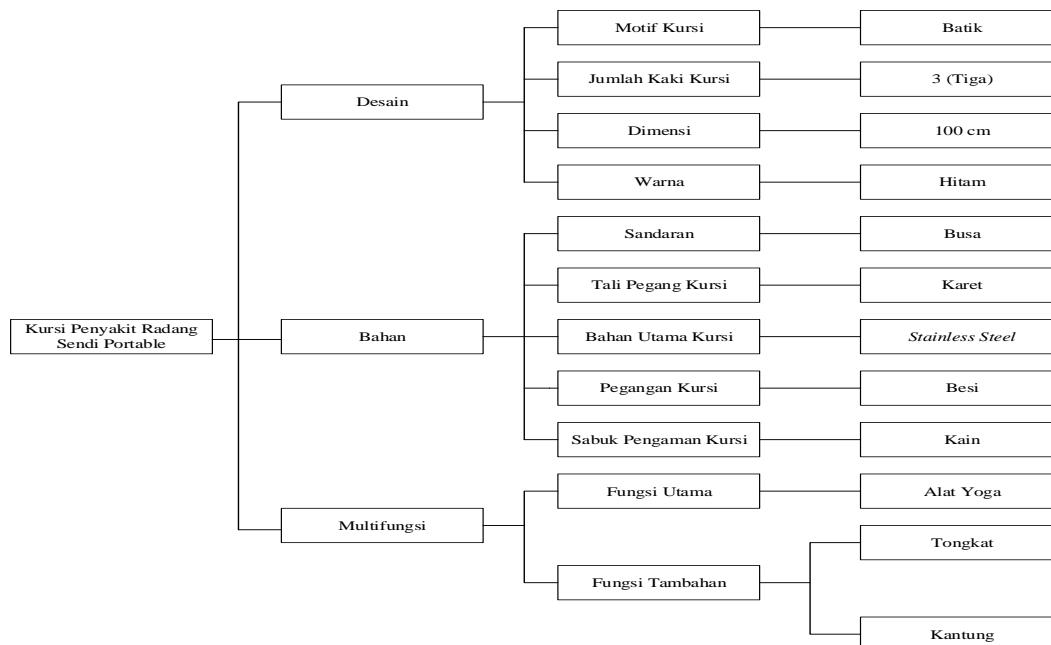 Kursi Penyakit Radang
Sendi Portable
Desain
Motif Kursi
Batik
Jumlah Kaki Kursi
3 (Tiga)
Dimensi
100 cm
Warna
Hitam
Bahan
Sandaran
Busa
Tali Pegang Kursi
Karet
Bahan Utama Kursi
Stainless Steel
Pegangan Kursi
Besi
Sabuk Pengaman Kursi
Kain
Multifungsi
Fungsi Utama
Alat Yoga
Fungsi Tambahan
Tongkat
Kantung